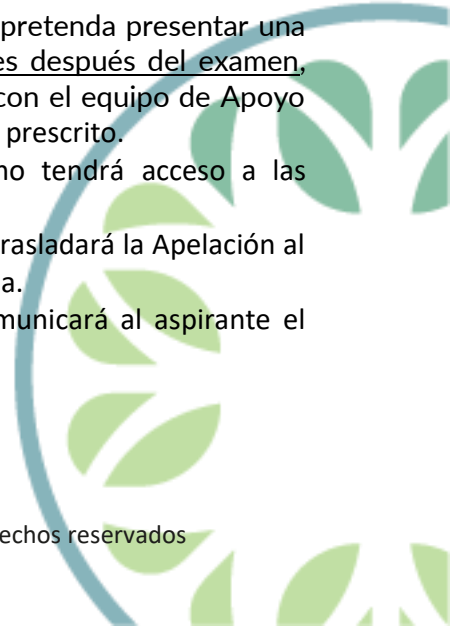 pretenda presentar una
es después del examen,
con el equipo de Apoyo
prescrito.
no tendrá acceso a las
rasladará la Apelación al
a.
municará al aspirante el
echos reservados